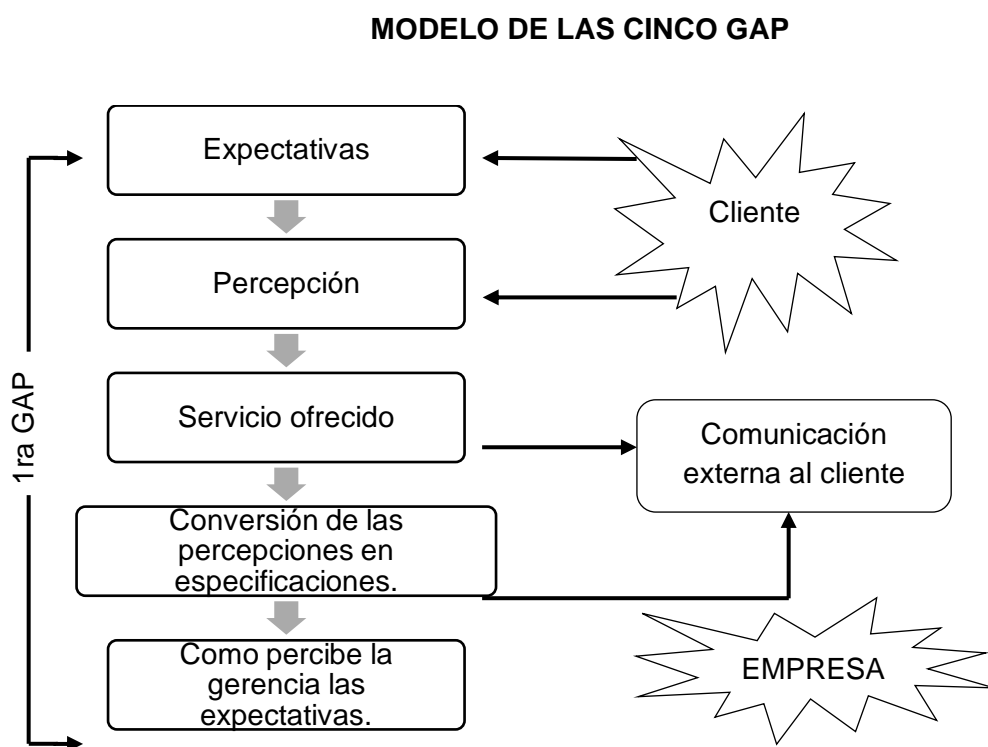 MODELO DE LAS CINCO GAP
Expectativas
Cliente
Percepción
1ra GAP
Servicio ofrecido
Comunicación
externa al cliente
Conversión de las
percepciones en
especificaciones.
Como percibe la
gerencia las
expectativas.
EMPRESA